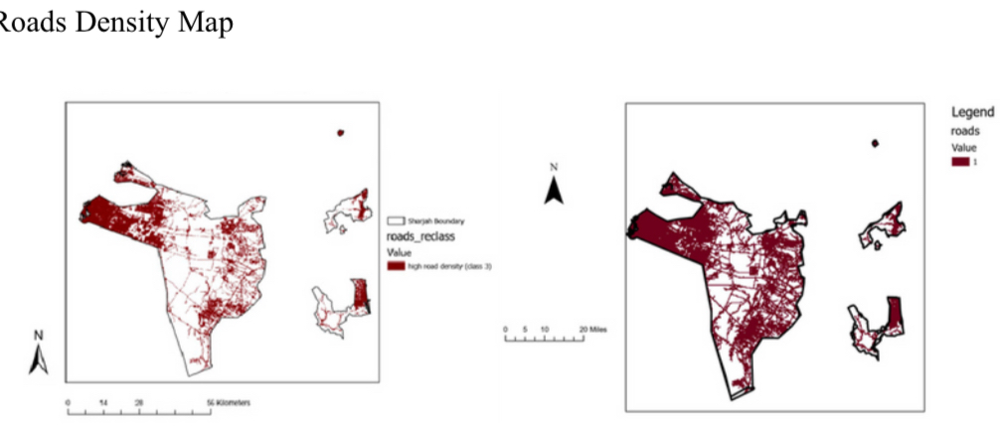 Roads Density Map
Legend
roads
Value
1
N
Sharjah Boundary
roads_reclass
Value
high road density (class 3)
0 5 10 20 Miles
N
0 14 28 56 Kilometers